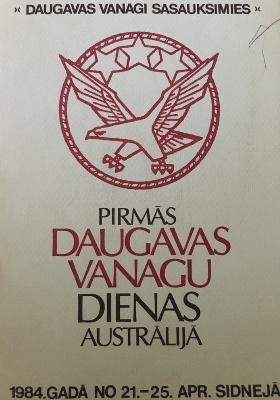 " DAUGAVAS VANAGI SASAUKSIMIES "
PIRMĀS
DAUGAVAS
VANAGU
DIENAS
AUSTRĀLIJĀ
1984.GADĀ NO 21.-25. APR. SIDNEJĀ